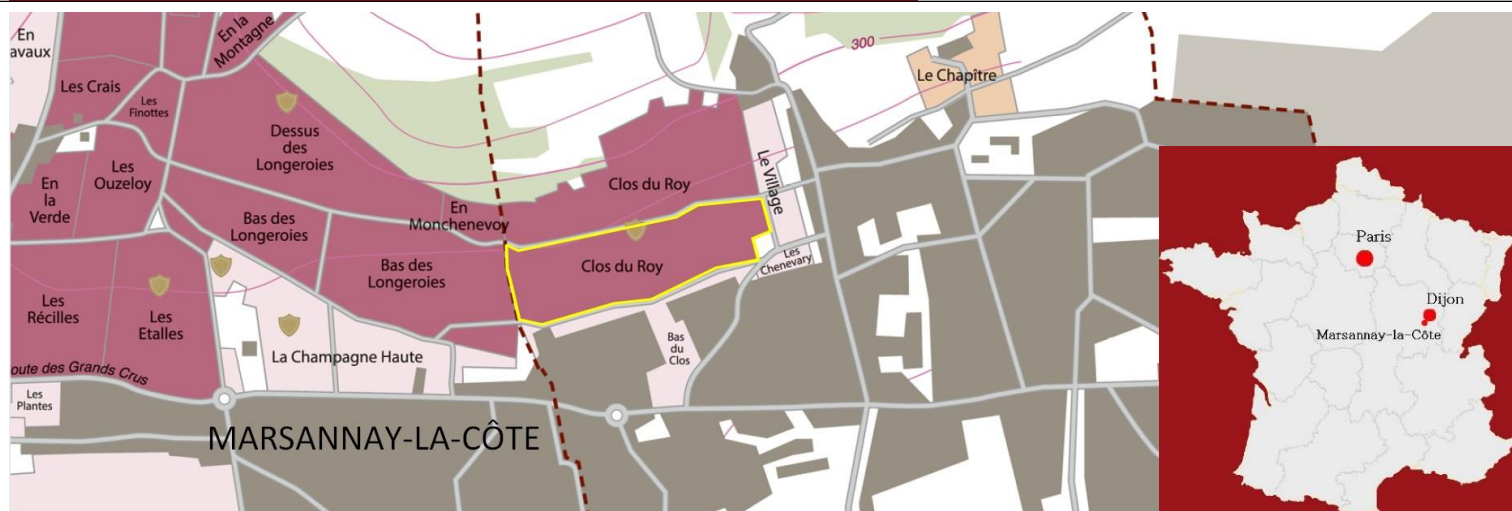 En
avaux
En la
Montagne
300
Le Chapître
Les Crais
Les
Finottes
Dessus
des
Longeroies
Les
Ouzeloy
En
la
Verde
Clos du Roy
Le Village
En
Monchenevoy
Bas des
Longeroies
Bas des
Longeroies
Clos du Roy
Les
Chenevary
Les
Récilles
Les
Etalles
La Champagne Haute
Bas
du
Clos
oute des Grands Crus
Les
Plantes
MARSANNAY-LA-CÔTE
Paris
Dijon
Marsannay-la-Côte